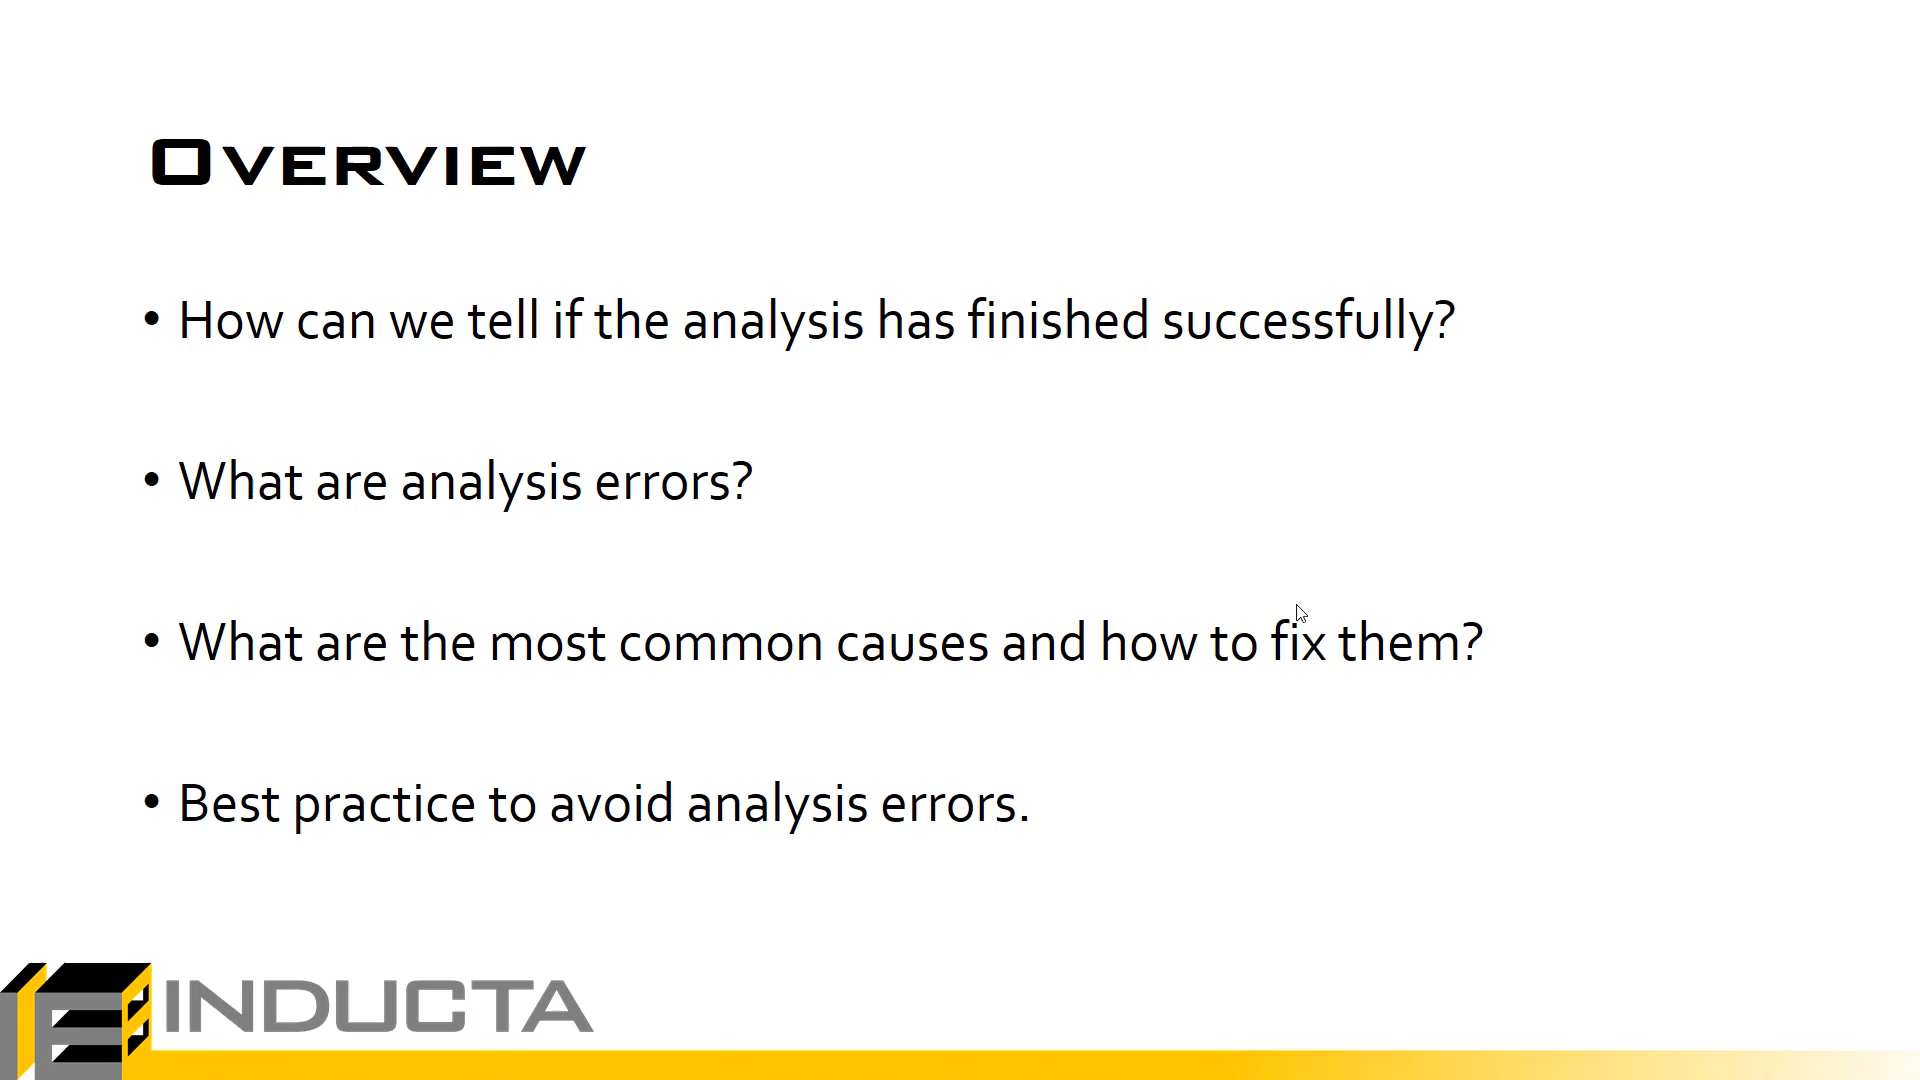 Overview
• How can we tell if the analysis has finished successfully?
• What are analysis errors?
• What are the most common causes and how to fix them?
• Best practice to avoid analysis errors.
INDUCTA